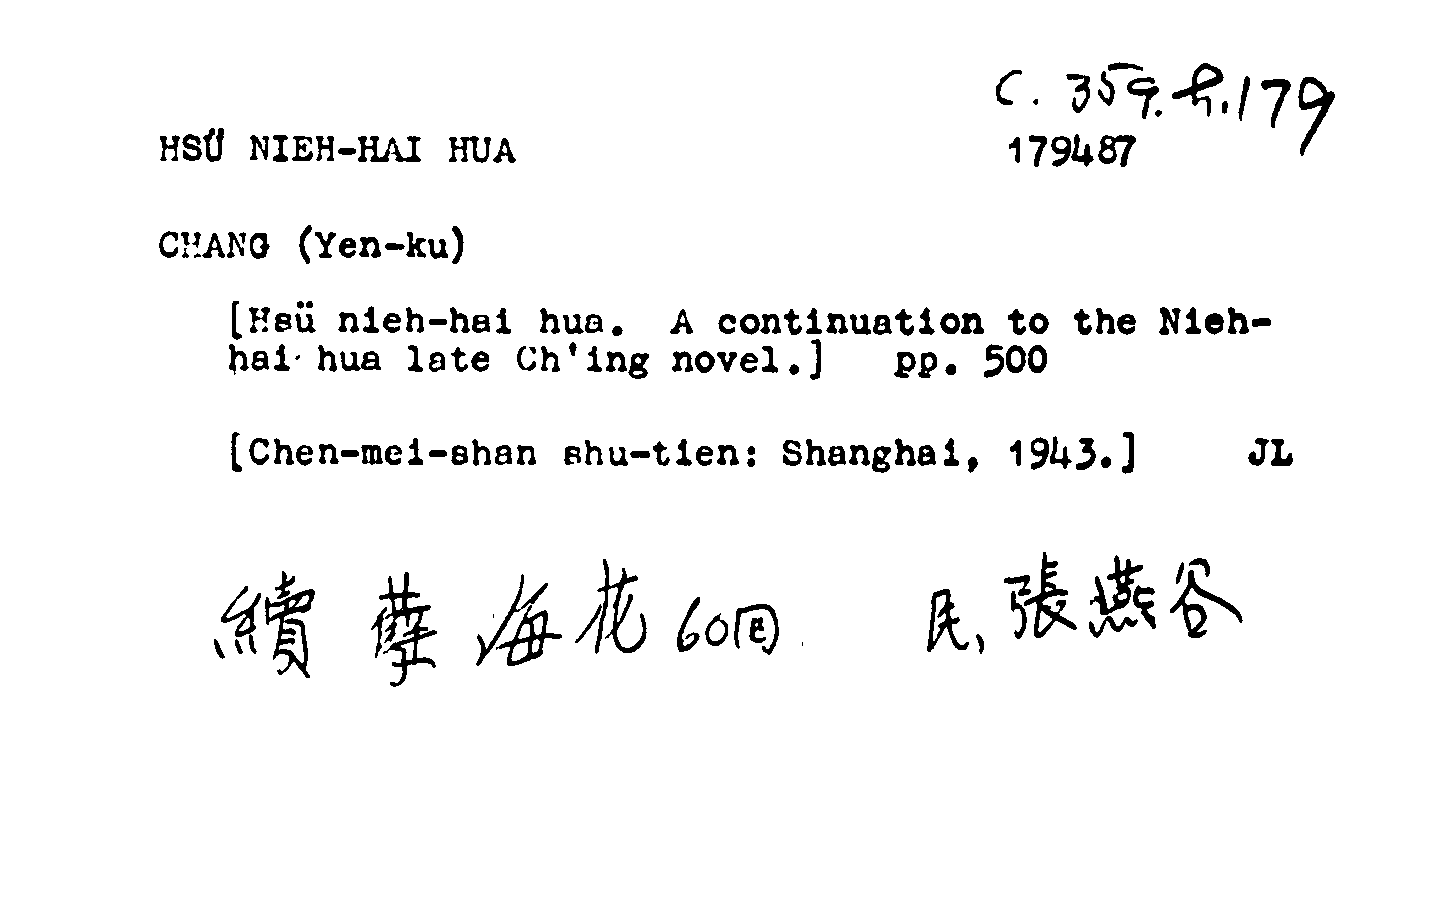 C. 359. h. 179
HSÜ NIEH-HAI HUA 179487
CHANG (Yen-ku)
[Hsü nieh-hai hua. A continuation to the Nieh-
hai hua late Ch'ing novel.] pp. 500
[Chen-mei-shan shu-tien: Shanghai, 1943.] JL
續孽海花 60回 民、張燕谷